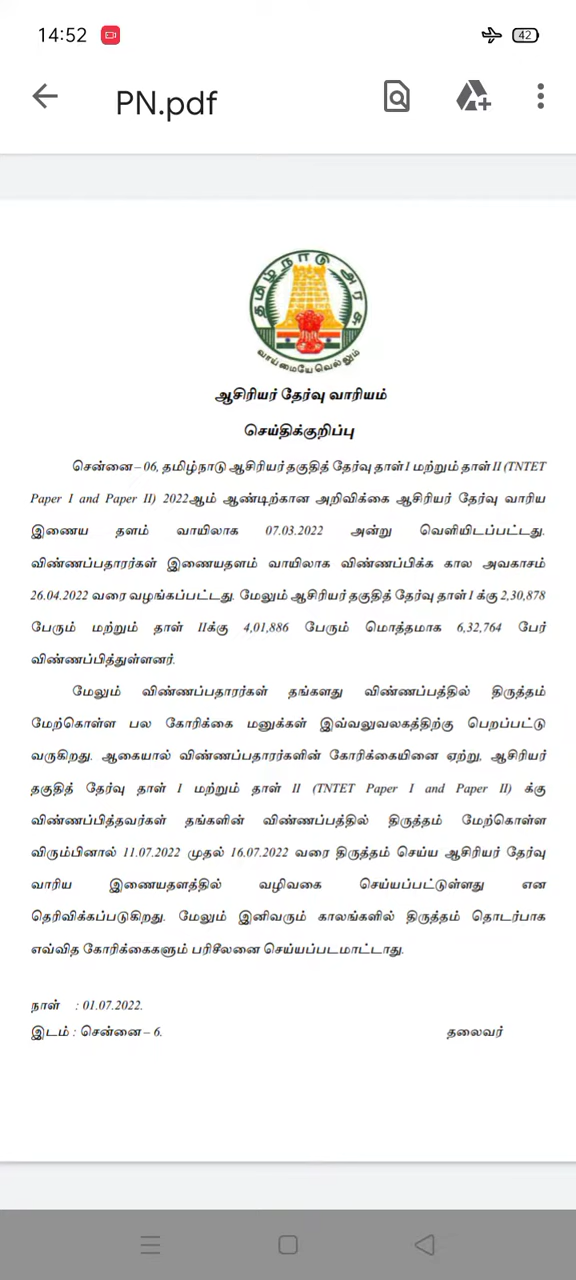 14:52
42
PN.pdf
தமிழ்நாடு அரசு
வாய்மையே வெல்லும்
ஆசிரியர் தேர்வு வாரியம்
செய்திக்குறிப்பு
சென்னை – 06, தமிழ்நாடு ஆசிரியர் தகுதித் தேர்வு தாள் I மற்றும் தாள் II (TNTET
Paper I and Paper II) 2022ஆம் ஆண்டிற்கான அறிவிக்கை ஆசிரியர் தேர்வு வாரிய
இணைய தளம் வாயிலாக 07.03.2022 அன்று வெளியிடப்பட்டது.
விண்ணப்பதாரர்கள் இணையதளம் வாயிலாக விண்ணப்பிக்க கால அவகாசம்
26.04.2022 வரை வழங்கப்பட்டது. மேலும் ஆசிரியர் தகுதித் தேர்வு தாள் I க்கு 2,30,878
பேரும் மற்றும் தாள் IIக்கு 4,01,886 பேரும் மொத்தமாக 6,32,764 பேர்
விண்ணப்பித்துள்ளனர்.
மேலும் விண்ணப்பதாரர்கள் தங்களது விண்ணப்பத்தில் திருத்தம்
மேற்கொள்ள பல கோரிக்கை மனுக்கள் இவ்வலுவலகத்திற்கு பெறப்பட்டு
வருகிறது. ஆகையால் விண்ணப்பதாரர்களின் கோரிக்கையினை ஏற்று, ஆசிரியர்
தகுதித் தேர்வு தாள் I மற்றும் தாள் II (TNTET Paper I and Paper II) க்கு
விண்ணப்பித்தவர்கள் தங்களின் விண்ணப்பத்தில் திருத்தம் மேற்கொள்ள
விரும்பினால் 11.07.2022 முதல் 16.07.2022 வரை திருத்தம் செய்ய ஆசிரியர் தேர்வு
வாரிய இணையதளத்தில் வழிவகை செய்யப்பட்டுள்ளது என
தெரிவிக்கப்படுகிறது. மேலும் இனிவரும் காலங்களில் திருத்தம் தொடர்பாக
எவ்வித கோரிக்கைகளும் பரிசீலனை செய்யப்படமாட்டாது.
நாள் : 01.07.2022.
இடம் : சென்னை – 6. தலைவர்